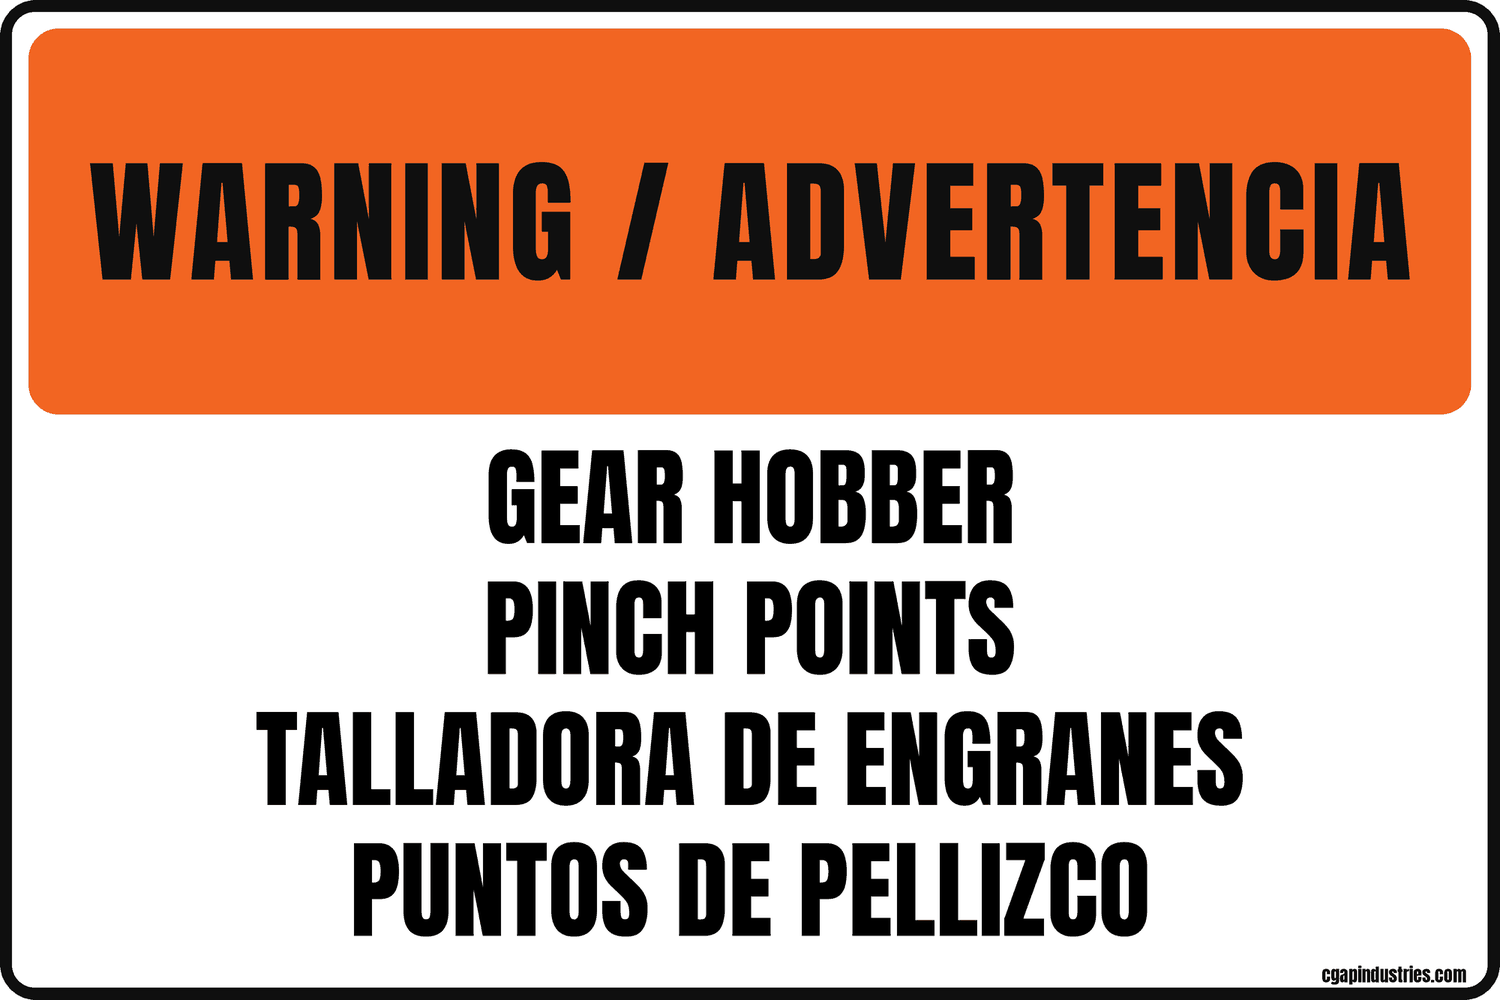 WARNING / ADVERTENCIA
GEAR HOBBER
PINCH POINTS
TALLADORA DE ENGRANES
PUNTOS DE PELLIZCO
cgapindustries.com